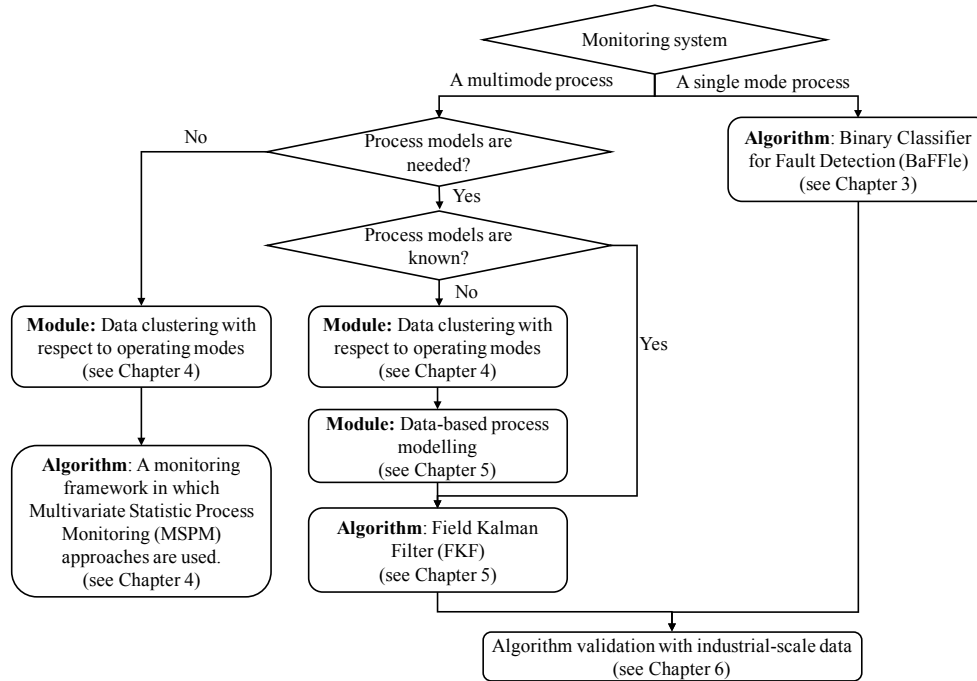 Monitoring system
A multimode process
A single mode process
No
Process models are
needed?
Algorithm: Binary Classifier
for Fault Detection (BaFFle)
(see Chapter 3)
Yes
Process models are
known?
No
Yes
Module: Data clustering with
respect to operating modes
(see Chapter 4)
Module: Data clustering with
respect to operating modes
(see Chapter 4)
Module: Data-based process
modelling
(see Chapter 5)
Algorithm: A monitoring
framework in which
Multivariate Statistic Process
Monitoring (MSPM)
approaches are used.
(see Chapter 4)
Algorithm: Field Kalman
Filter (FKF)
(see Chapter 5)
Algorithm validation with industrial-scale data
(see Chapter 6)